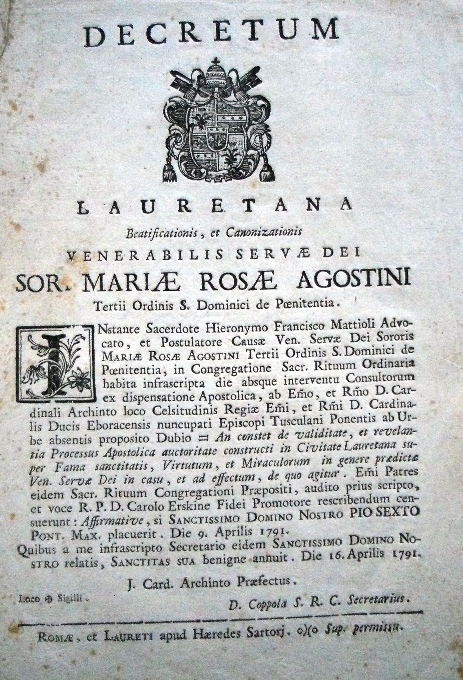 DECRETUM
LAURETANA
Beatificationis, et Canonizationis
VENERABILIS SERVÆ DEI
SOR. MARIÆ ROSÆ AGOSTINI
Tertii Ordinis S. Dominici de Pœnitentia.
INstante Sacerdote Hieronymo Francisco Mattioli Advo-
cato, et Postulatore Causæ Ven. Servæ Dei Sororis
MARIÆ ROSÆ AGOSTINI Tertii Ordinis S. Dominici de
Pœnitentia, in Congregatione Sacr. Rituum Ordinaria
habita infrascripta die absque interventu Consultorum
ex dispensatione Apostolica, ab Emo, et Rmo D. Car-
dinali Archinto loco Celsitudinis Regiæ Emi, et Rmi D. Cardina-
lis Ducis Eboracensis nuncupati Episcopi Tusculani Ponentis ab Ur-
be absentis proposito Dubio = An constet de validitate, et revelan-
tia Processus Apostolica auctoritate constructi in Civitate Lauretana su-
per Fama sanctitatis, Virtutum, et Miraculorum in genere prædictæ
Ven. Servæ Dei in casu, et ad effectum, de quo agitur. Emi Patres
eidem Sacr. Rituum Congregationi Præpositi, audito prius scripto,
et voce R. P. D. Carolo Erskine Fidei Promotore rescribendum cen-
suerunt: Affirmative, si SANCTISSIMO DOMINO NOSTRO PIO SEXTO
PONT. MAX. placuerit. Die 9. Aprilis 1791.
Quibus a me infrascripto Secretario eidem SANCTISSIMO DOMINO NO-
STRO relatis, SANCTITAS SUA benigne annuit. Die 16. Aprilis 1791.
J. Card. Archinto Præfectus.
Loco ✠ Sigilli.
D. Coppola S. R. C. Secretarius.
ROMÆ, et LAURETI apud Hæredes Sartorj. o)(o Sup. permissu.